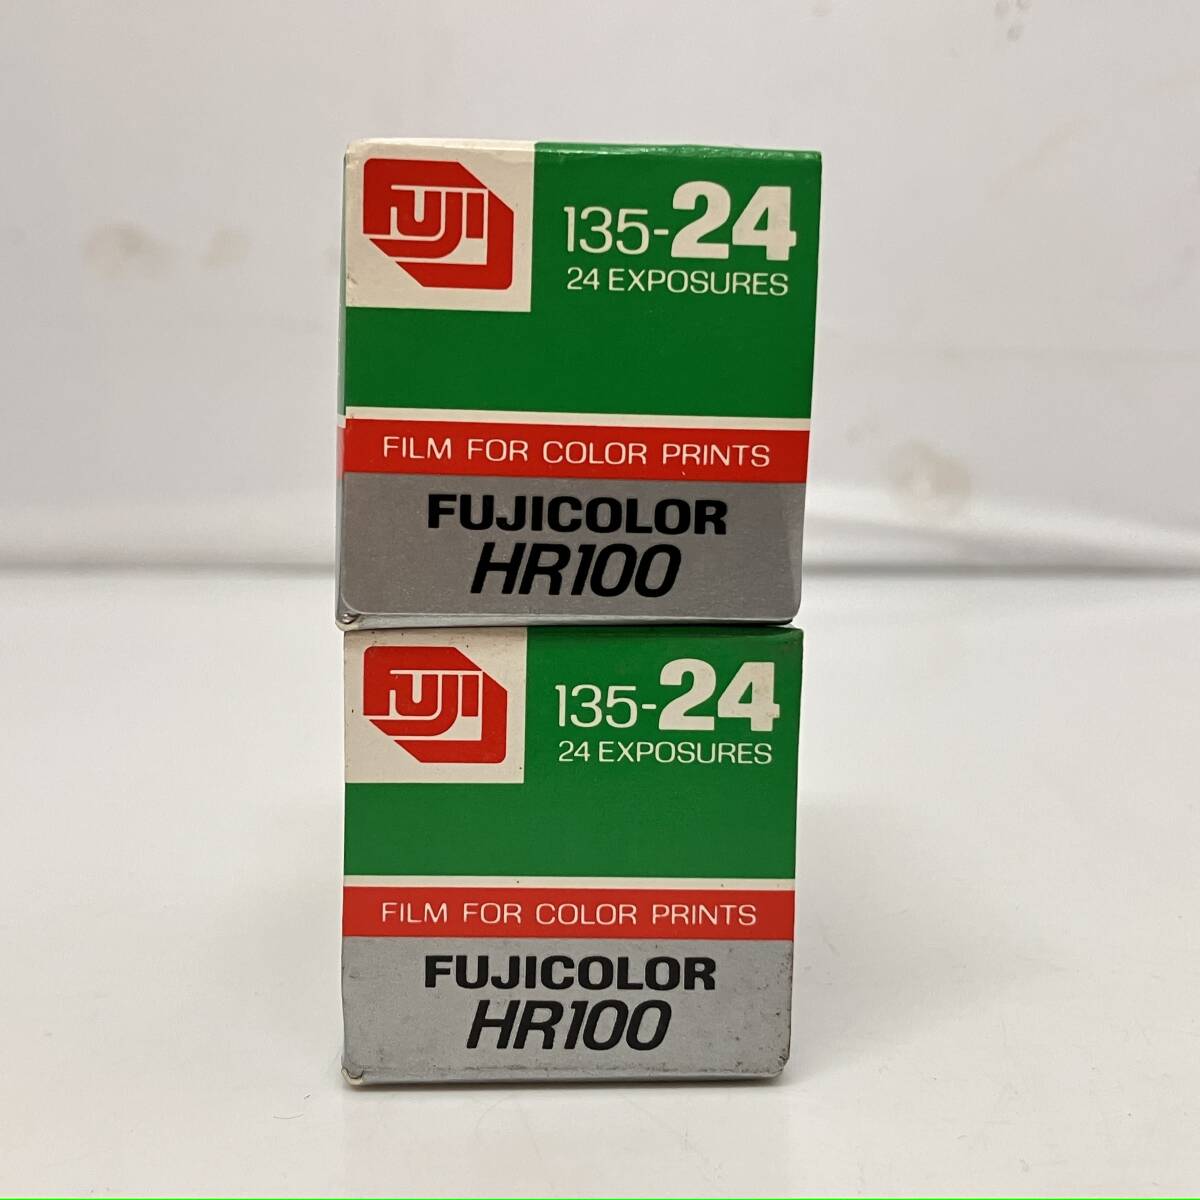 FUJI
135-24
24 EXPOSURES
FILM FOR COLOR PRINTS
FUJICOLOR
HR100
FUJI
135-24
24 EXPOSURES
FILM FOR COLOR PRINTS
FUJICOLOR
HR100